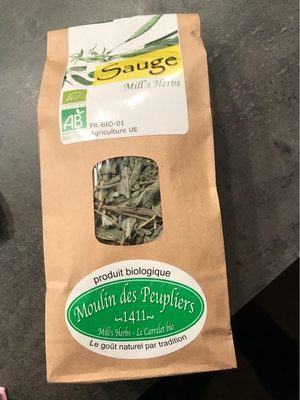 Sauge
Mill's Herbs
AB
FR-BIO-01
Agriculture UE
produit biologique
Moulin des Peupliers
~1411~
Mill's Herbs - Le Carrelet bio
Le goût naturel par tradition